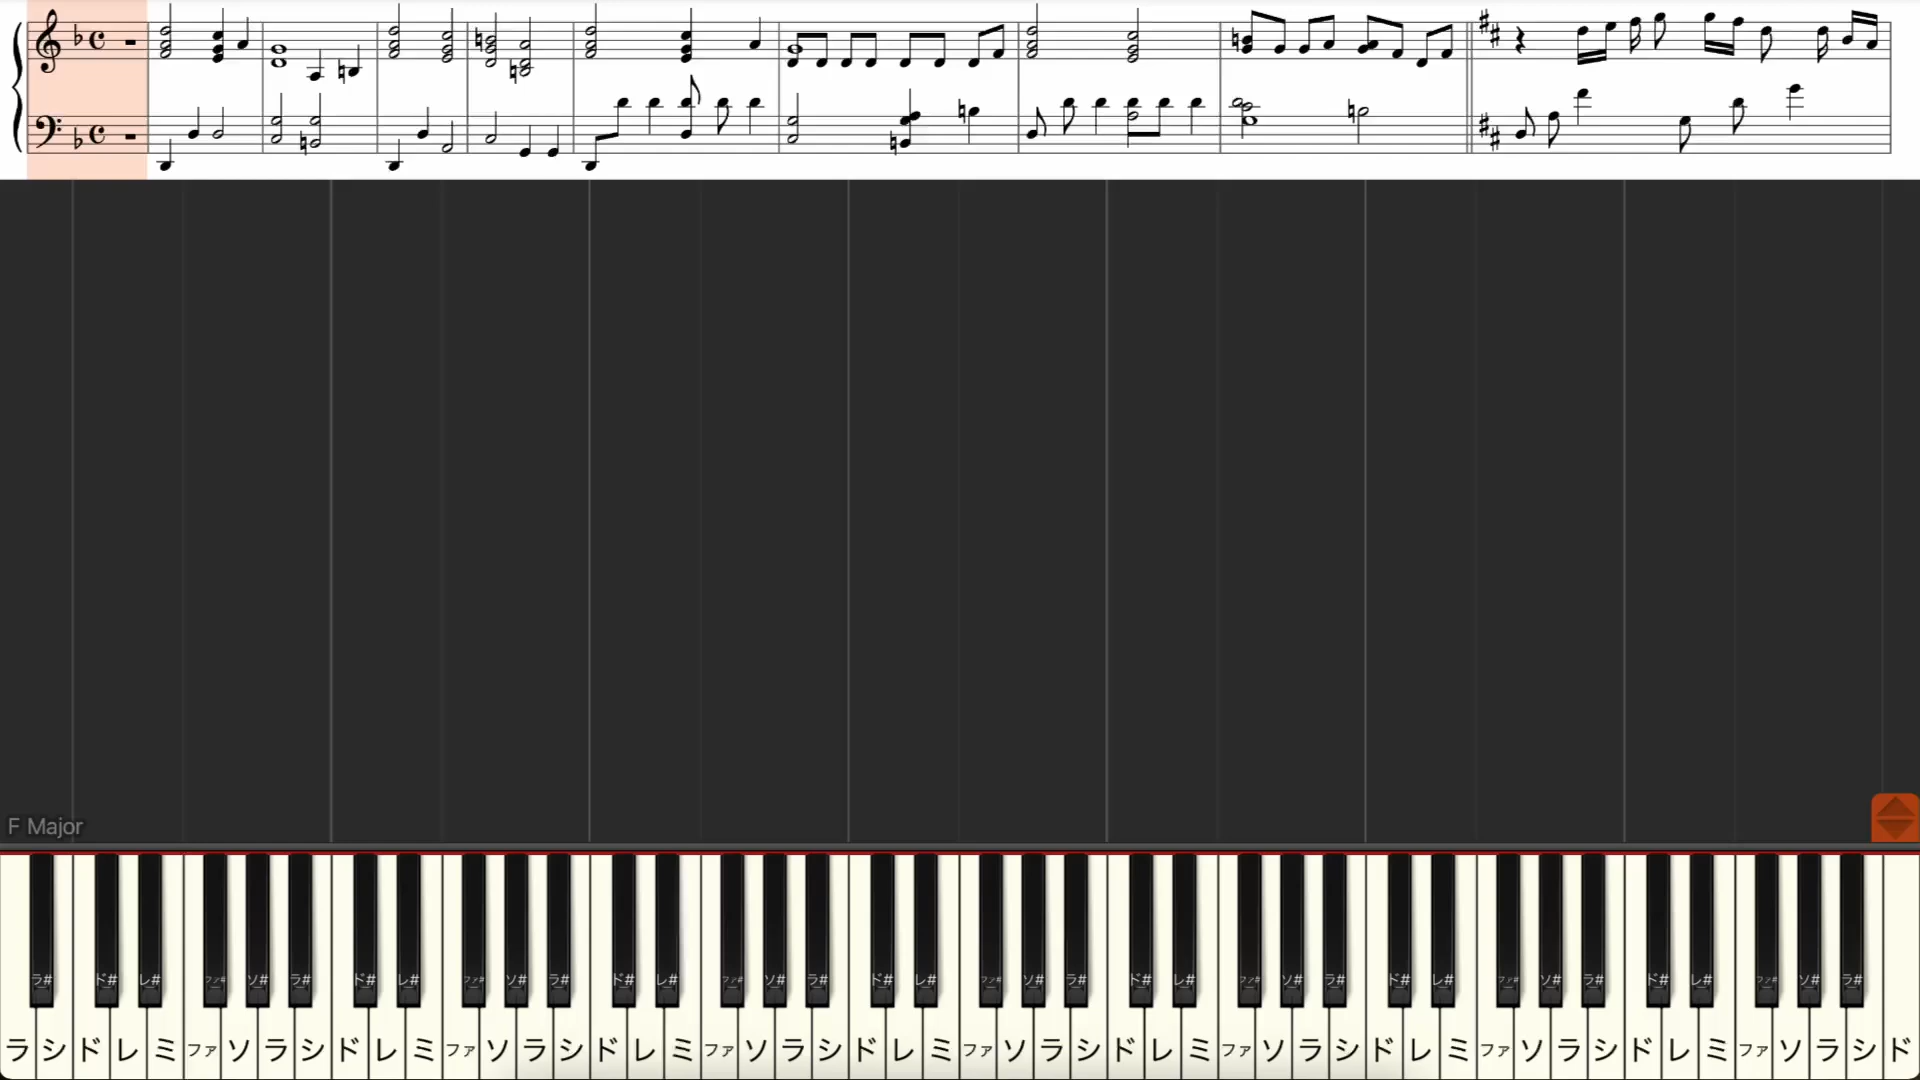 F Major
ラ# ド# レ# ファ# ソ# ラ# ド# レ# ファ# ソ# ラ# ド# レ# ファ# ソ# ラ# ド# レ# ファ# ソ# ラ# ド# レ# ファ# ソ# ラ# ド# レ# ファ# ソ# ラ# ド# レ# ファ# ソ# ラ#
ラ シ ド レ ミ ファ ソ ラ シ ド レ ミ ファ ソ ラ シ ド レ ミ ファ ソ ラ シ ド レ ミ ファ ソ ラ シ ド レ ミ ファ ソ ラ シ ド レ ミ ファ ソ ラ シ ド レ ミ ファ ソ ラ シ ド